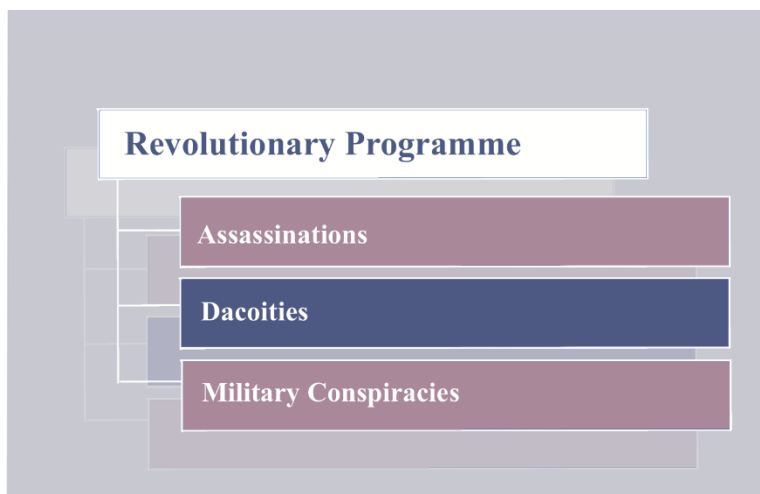 Revolutionary Programme
Assassinations
Dacoities
Military Conspiracies